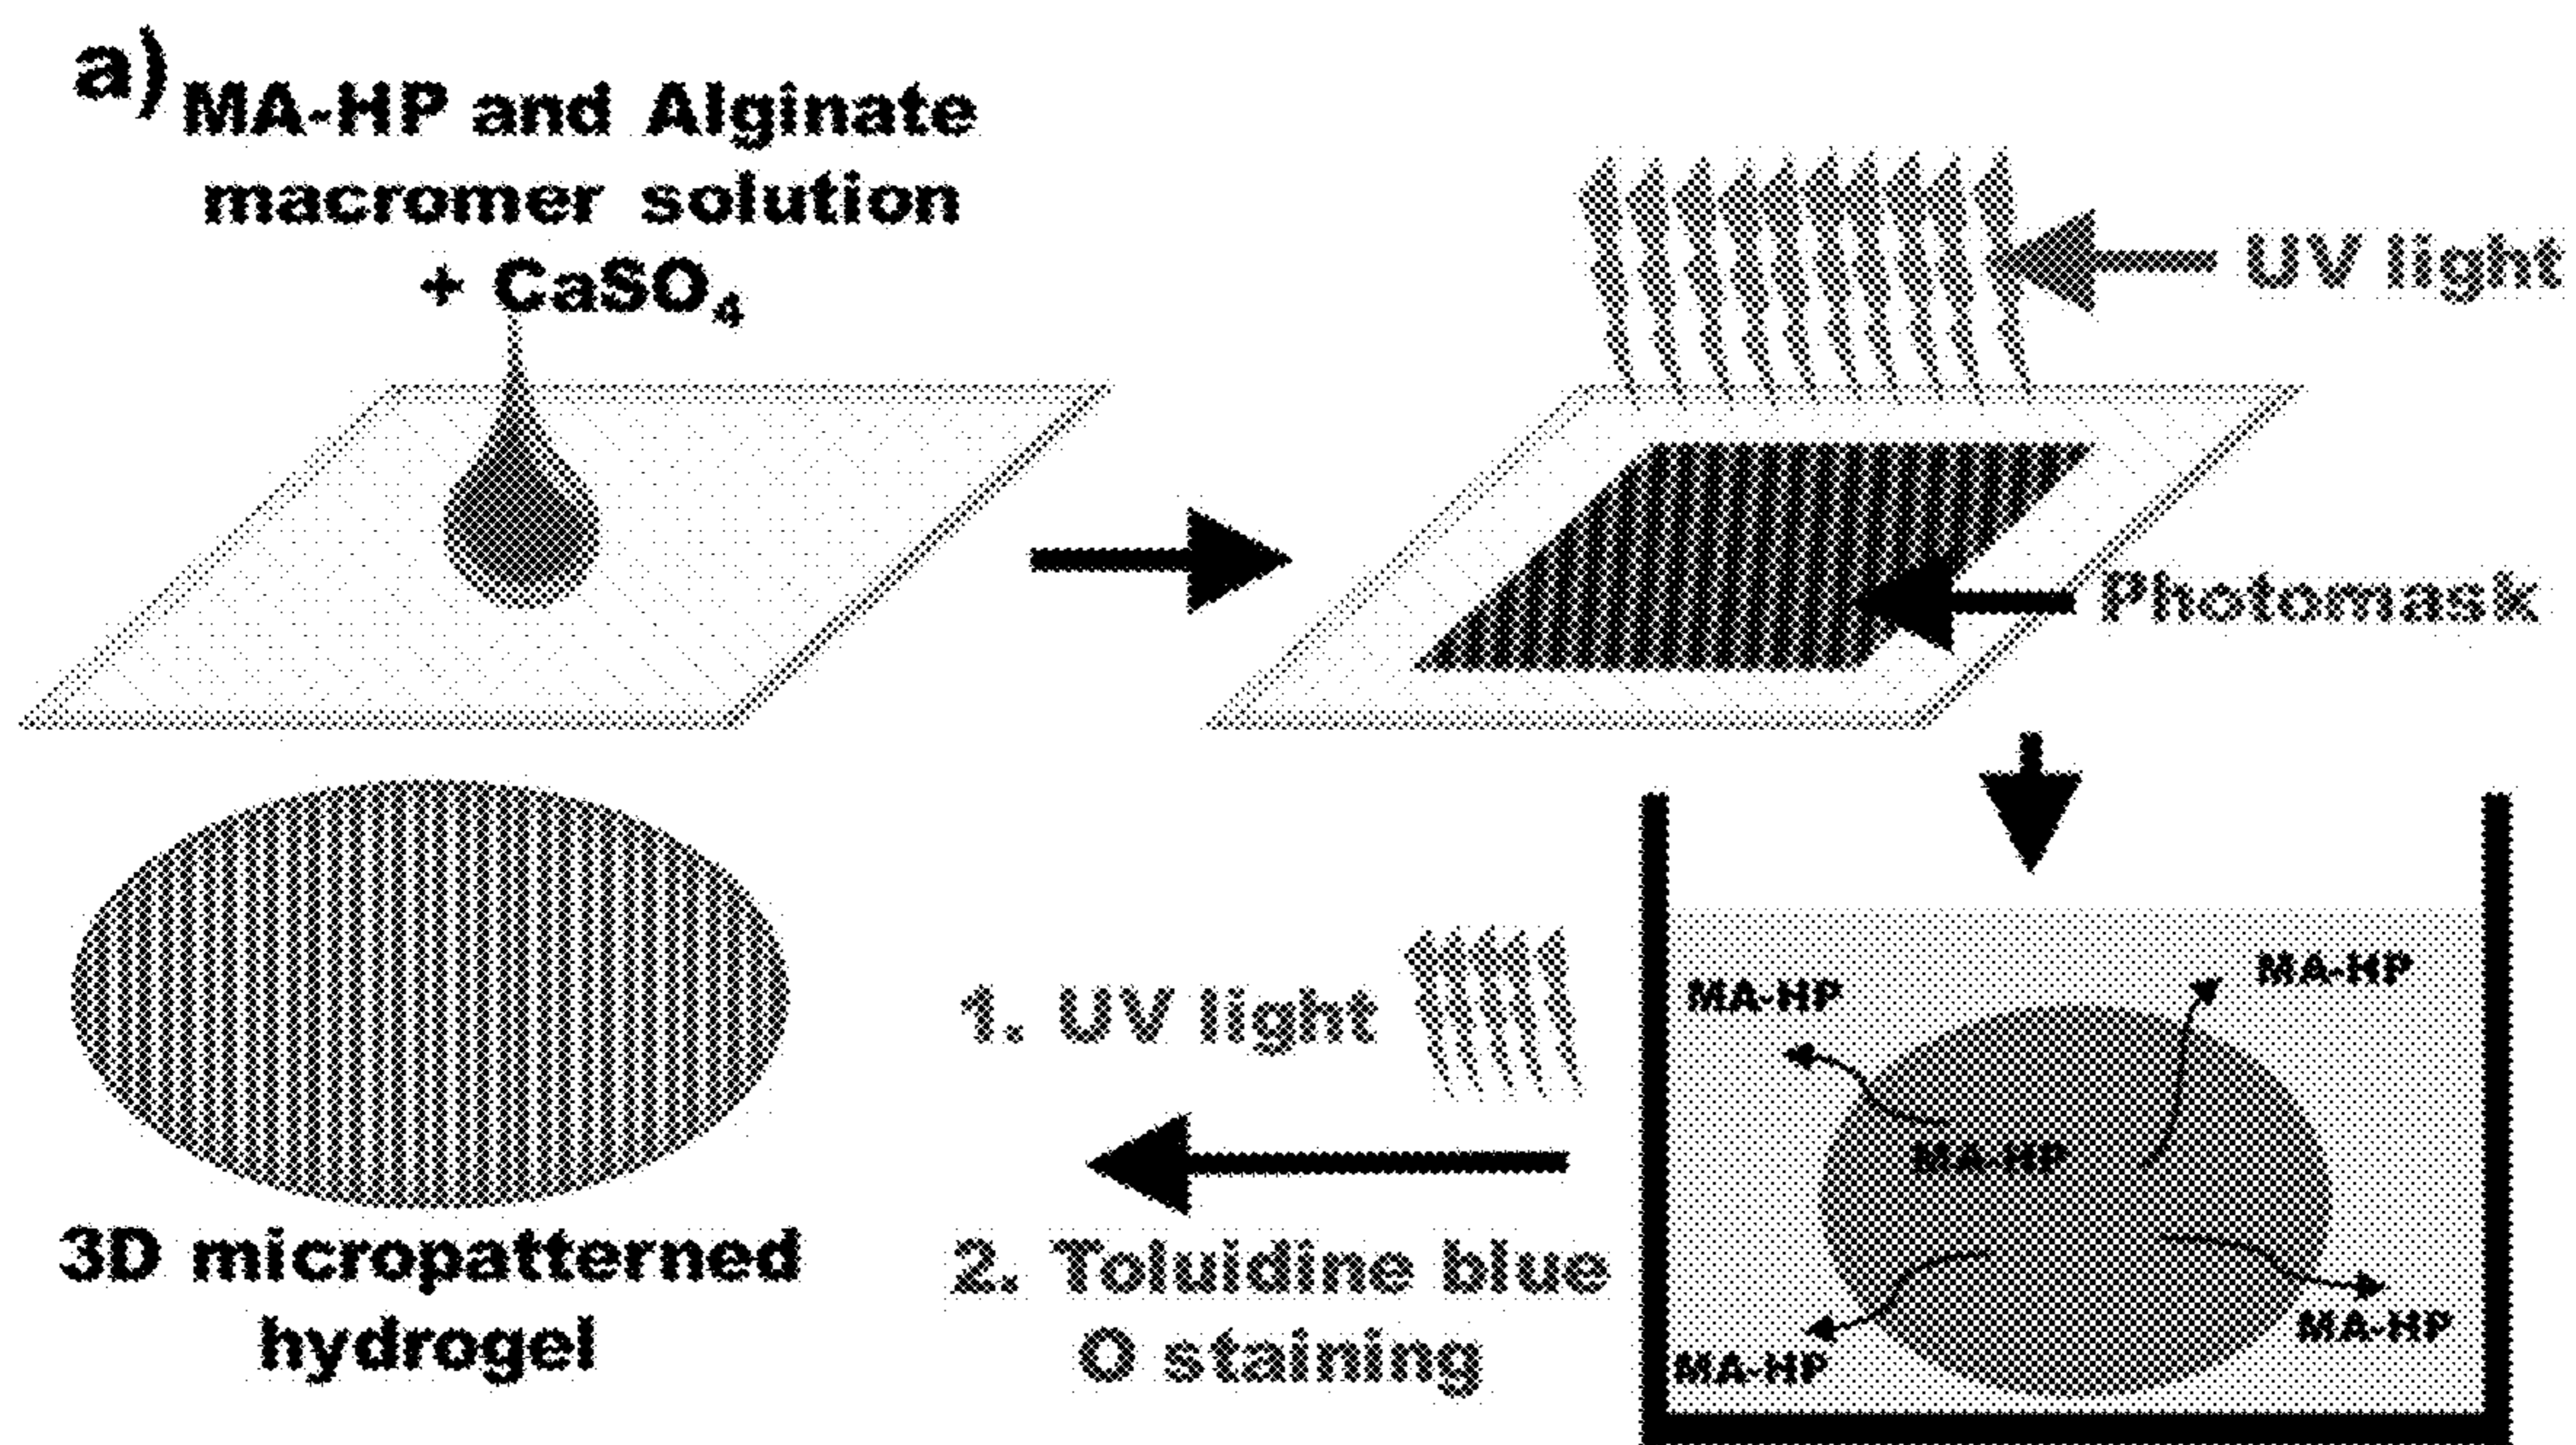 a)
MA-HP and Alginate
macromer solution
+ CaSO₄
UV light
Photomask
MA-HP
MA-HP
MA-HP
MA-HP
MA-HP
1. UV light
2. Toluidine blue
O staining
3D micropatterned
hydrogel